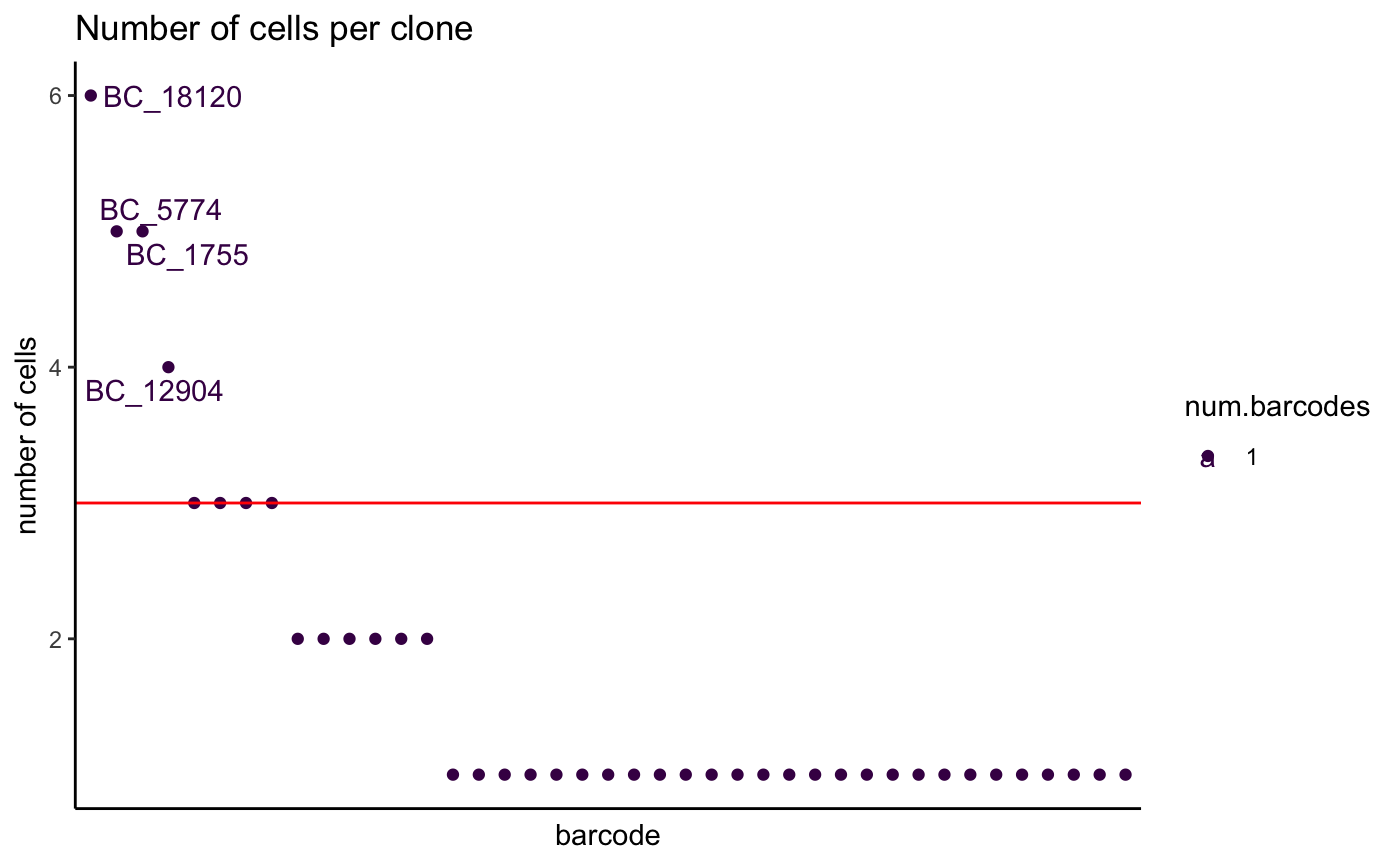 Number of cells per clone
6
BC_18120
BC_5774
BC_1755
4
BC_12904
number of cells
2
barcode
num.barcodes
a 1